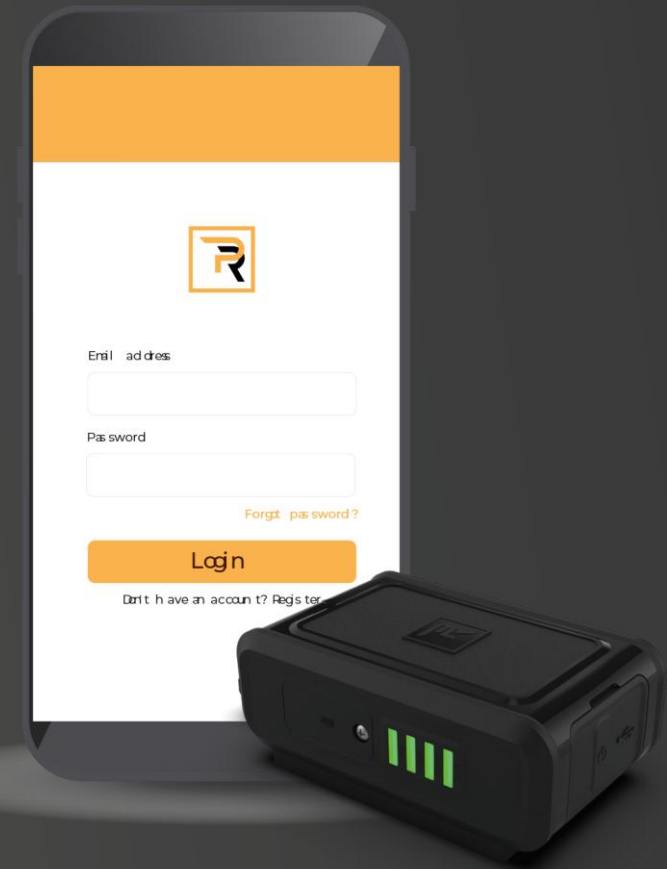 Email address
Password
Forgot password?
Login
Don't have an account? Register